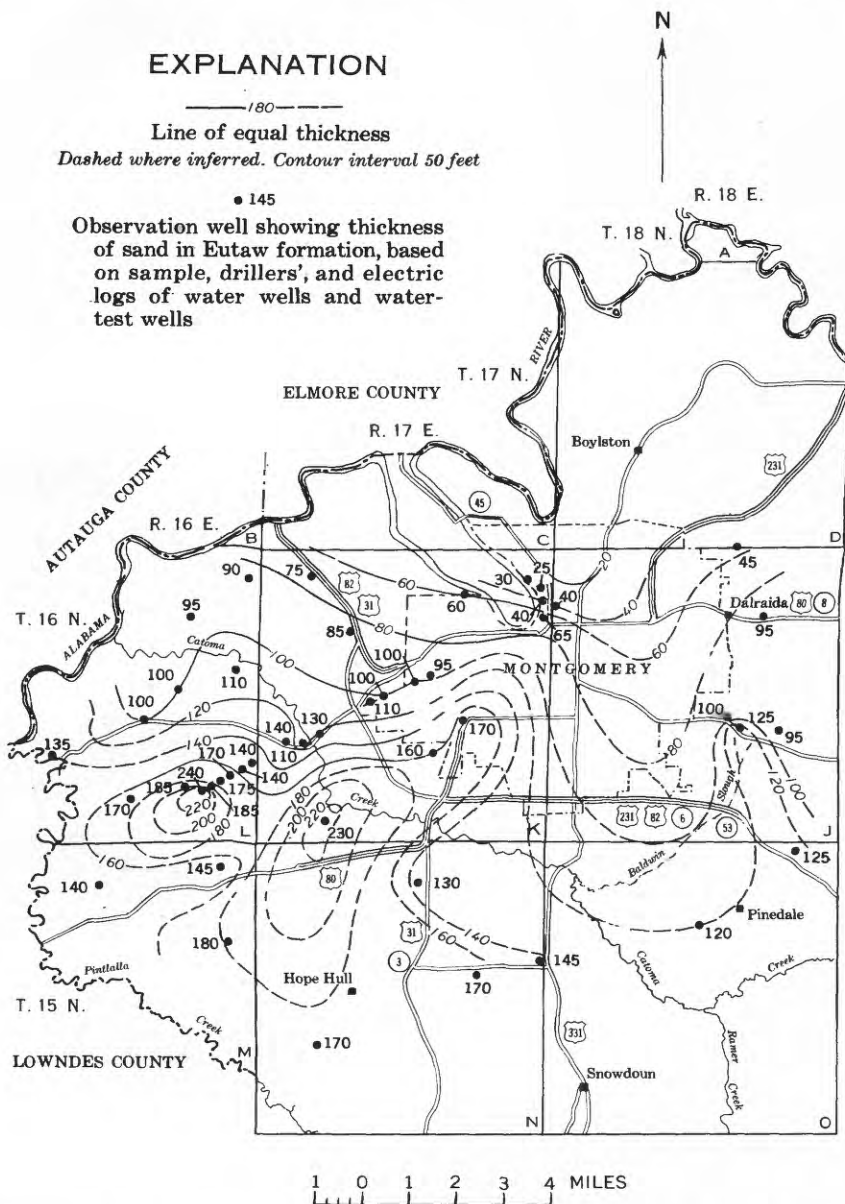 EXPLANATION
180
Line of equal thickness
Dashed where inferred. Contour interval 50 feet
145
Observation well showing thickness
of sand in Eutaw formation, based
on sample, drillers', and electric
logs of water wells and water-
test wells
N
R. 18 E.
T. 18 N.
A
RIVER
T. 17 N.
ELMORE COUNTY
R. 17 E.
Boylston
231
AUTAUGA COUNTY
45
R. 16 E.
B
C
D
20
90
75
82
31
60
30
25
45
40
40
40
Dalraida
80
8
95
T. 16 N.
ALABAMA
95
60
65
60
Catoma
85
80
100
95
MONTGOMERY
100
110
100
100
120
110
170
100
125
95
135
140
140
130
110
160
80
170
140
140
240
185
175
185
220
200
180
170
180
200
220
230
Creek
Slough
120
100
231
82
6
53
L
K
J
160
145
80
140
130
Baldwin
125
Pinedale
120
180
31
160
140
3
145
170
Pintlalla
Hope Hull
Catoma
Creek
T. 15 N.
Creek
331
170
Ramer
Creek
LOWNDES COUNTY
M
Snowdoun
N
O
1 0 1 2 3 4 MILES